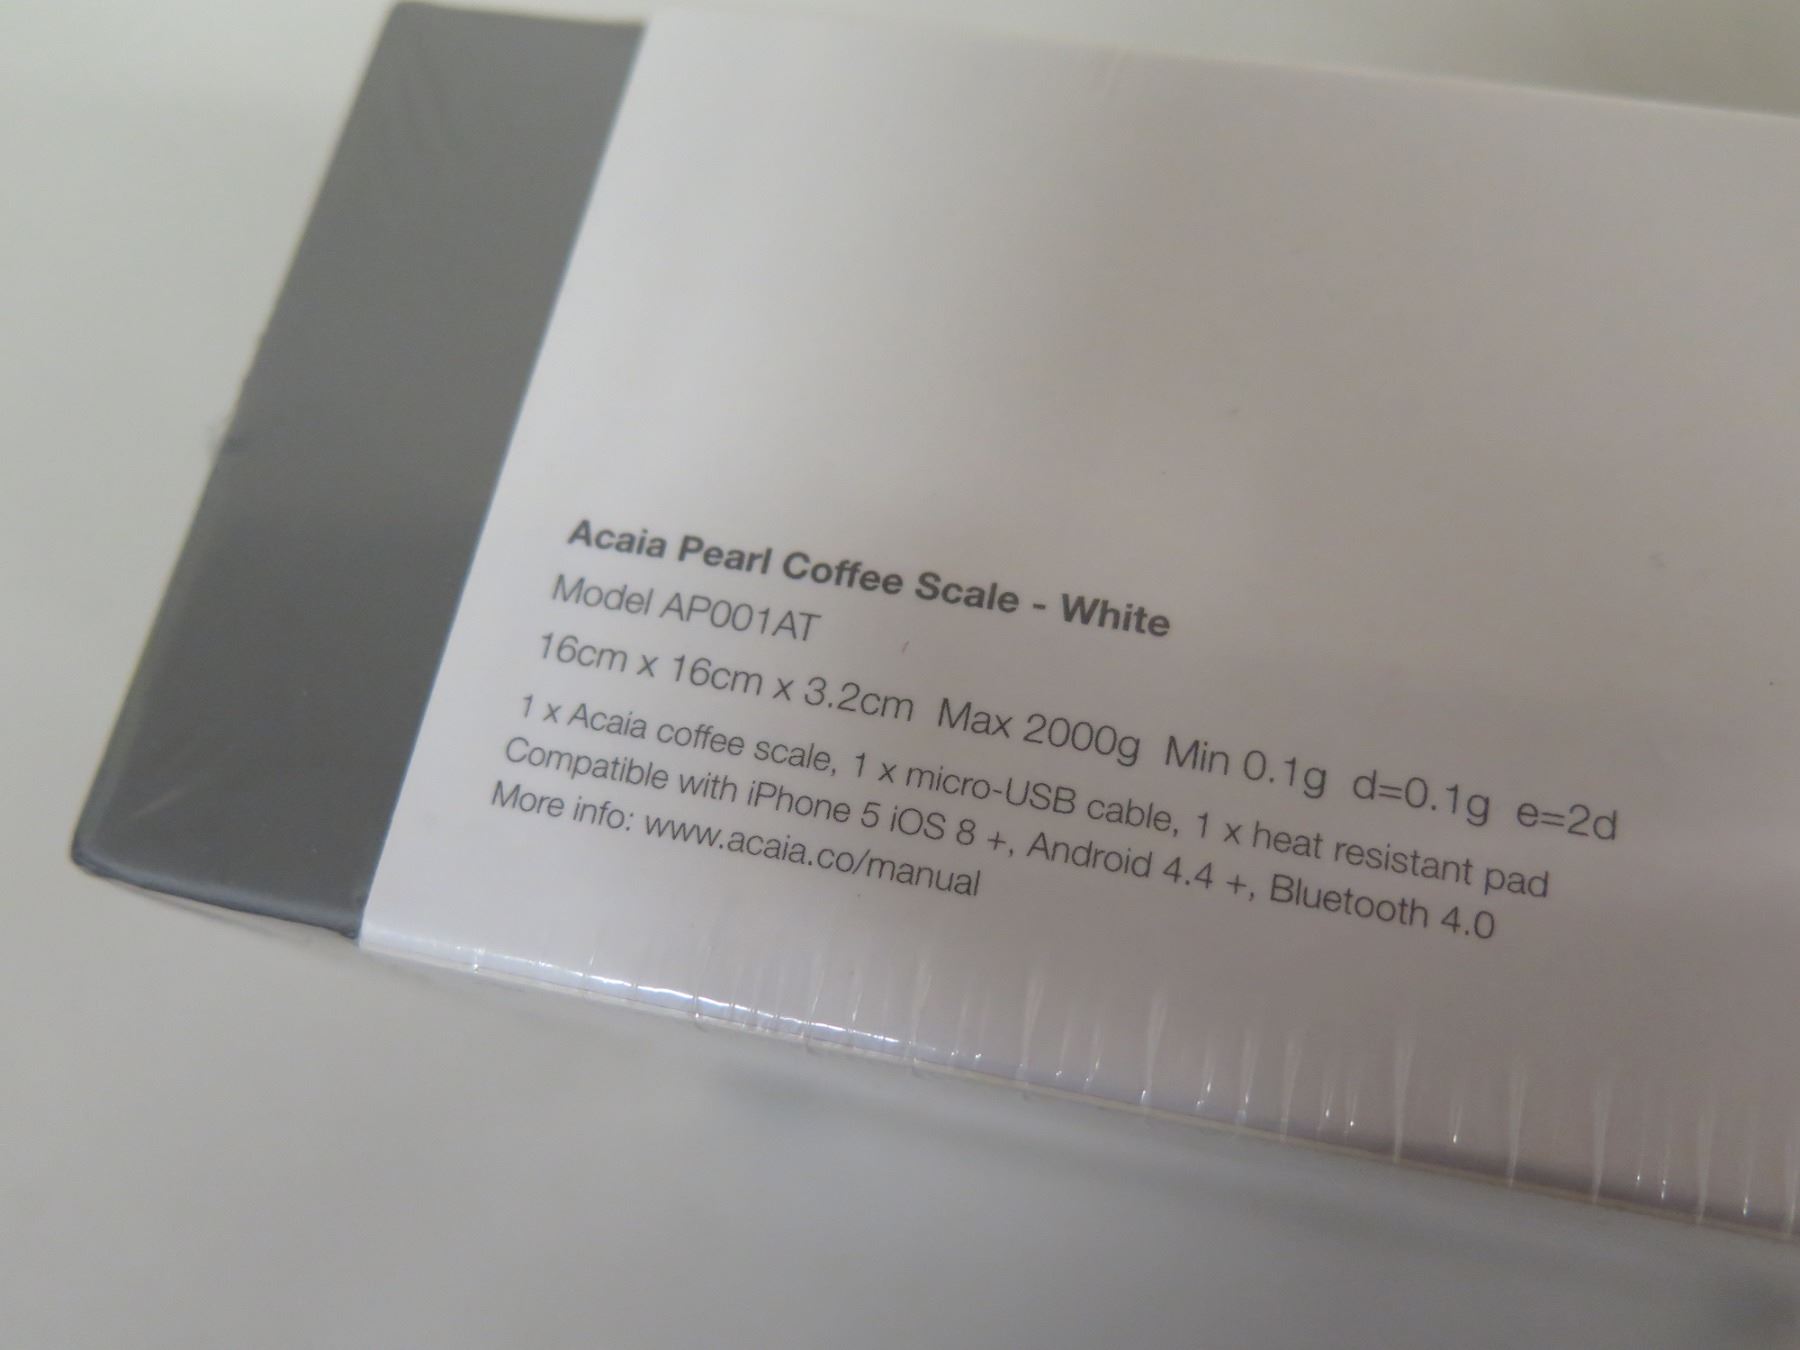 Acaia Pearl Coffee Scale - White
Model AP001AT
16cm x 16cm x 3.2cm  Max 2000g  Min 0.1g  d=0.1g  e=2d
1 x Acaia coffee scale, 1 x micro-USB cable, 1 x heat resistant pad
Compatible with iPhone 5 iOS 8 +, Android 4.4 +, Bluetooth 4.0
More info: www.acaia.co/manual